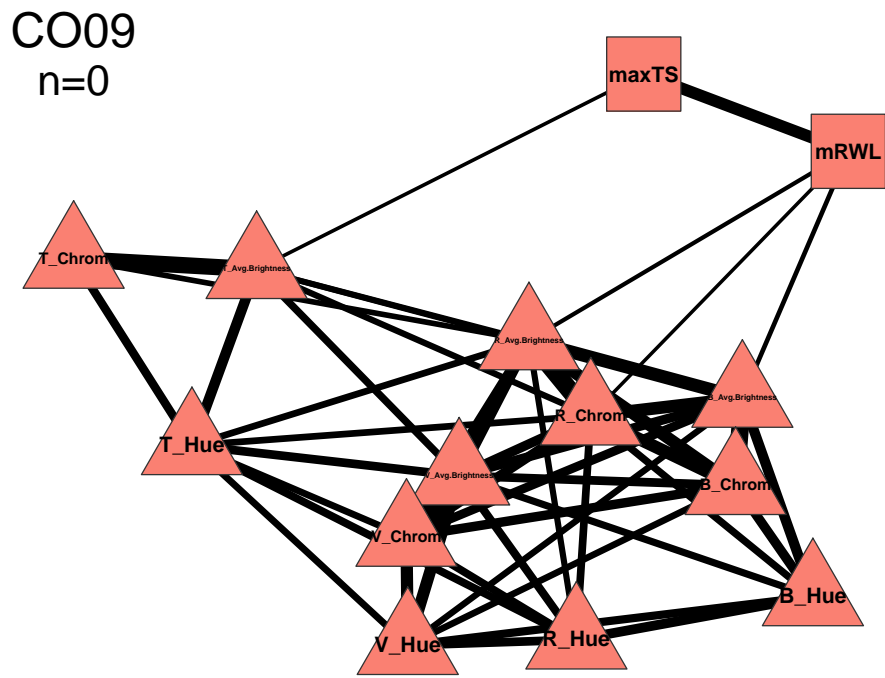 CO09
n=0
maxTS
mRWL
T_Chrom
T_Avg.Brightness
R_Avg.Brightness
B_Avg.Brightness
R_Chrom
T_Hue
V_Avg.Brightness
B_Chrom
V_Chrom
B_Hue
V_Hue
R_Hue